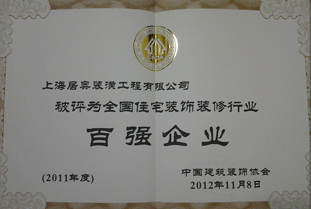 上海居宾装潢工程有限公司
被评为全国住宅装饰装修行业
百强企业
(2011年度)
中国建筑装饰协会
2012年11月8日